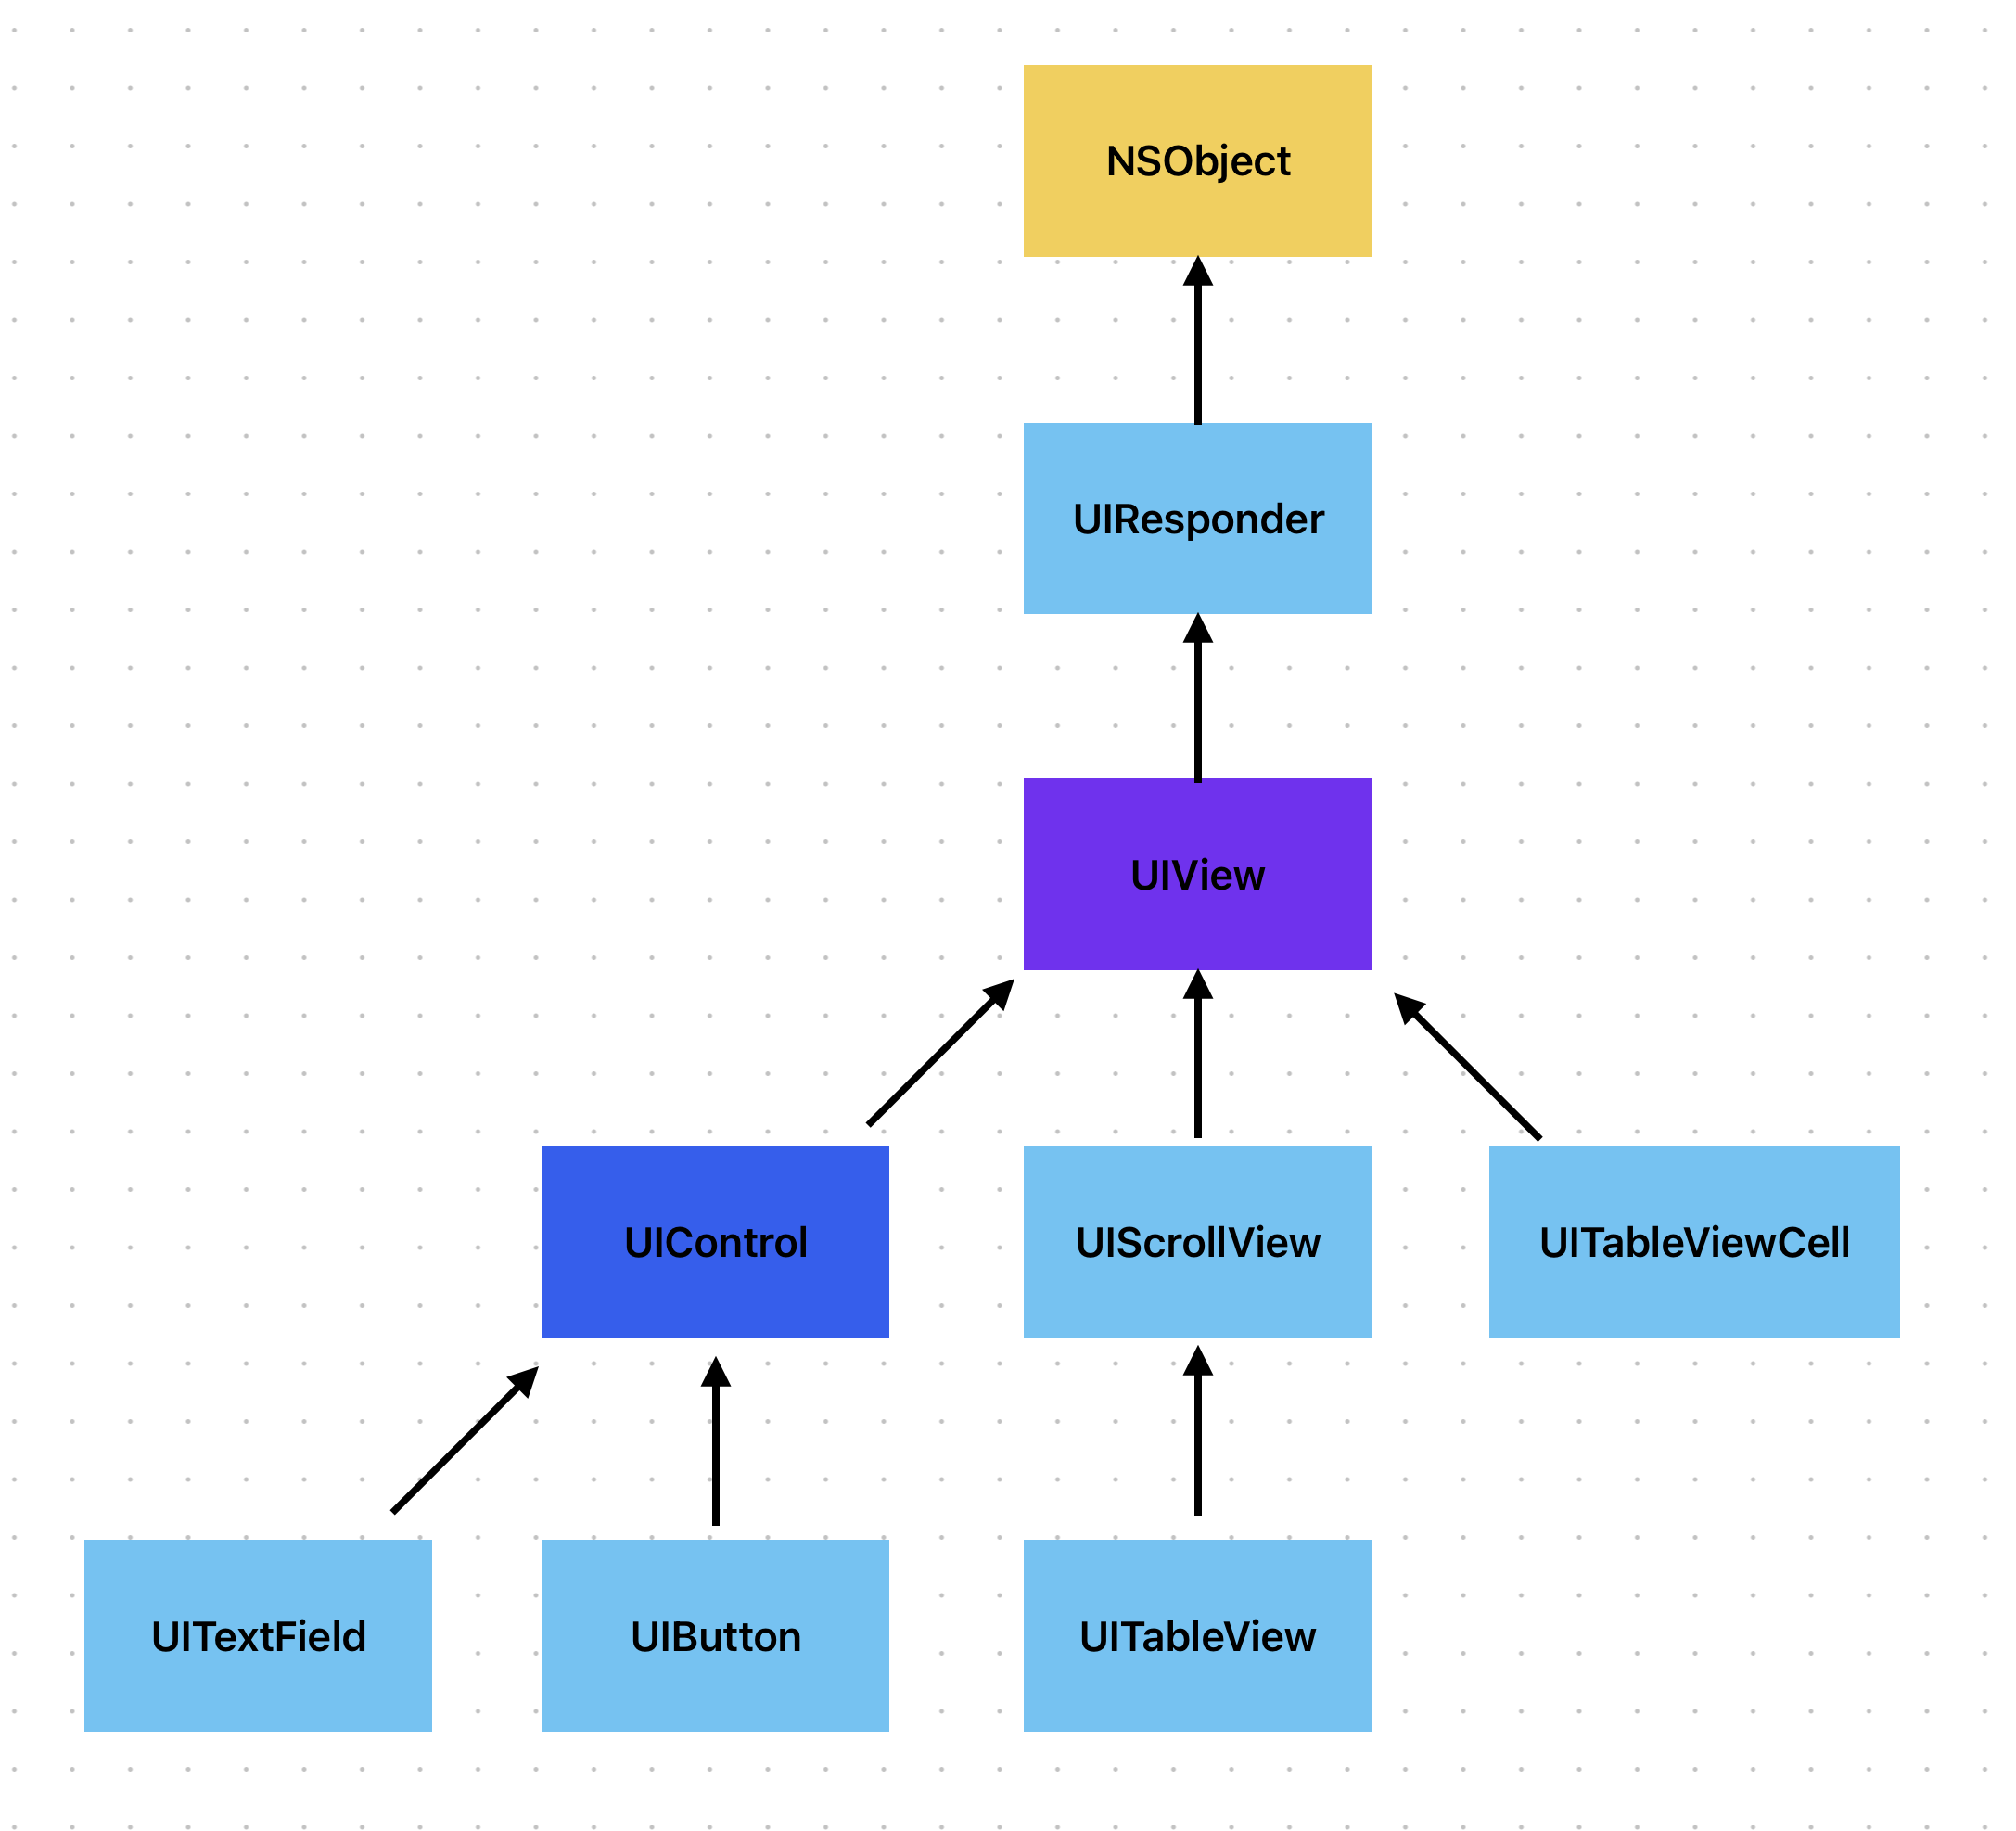 NSObject
UIResponder
UIView
UIControl
UIScrollView
UITableViewCell
UITextField
UIButton
UITableView